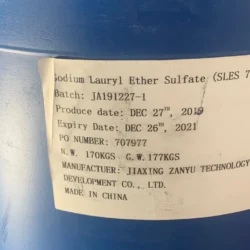 Sodium Lauryl Ether Sulfate (SLES 7
Batch: JA191227-1
Produce date: DEC 27TH, 2019
Expiry Date: DEC 26TH, 2021
PO NUMBER: 707977
N.W. 170KGS G.W.177KGS
MANUFACTUER: JIAXING ZANYU TECHNOLOGY
DEVELOPMENT CO., LTD.
MADE IN CHINA